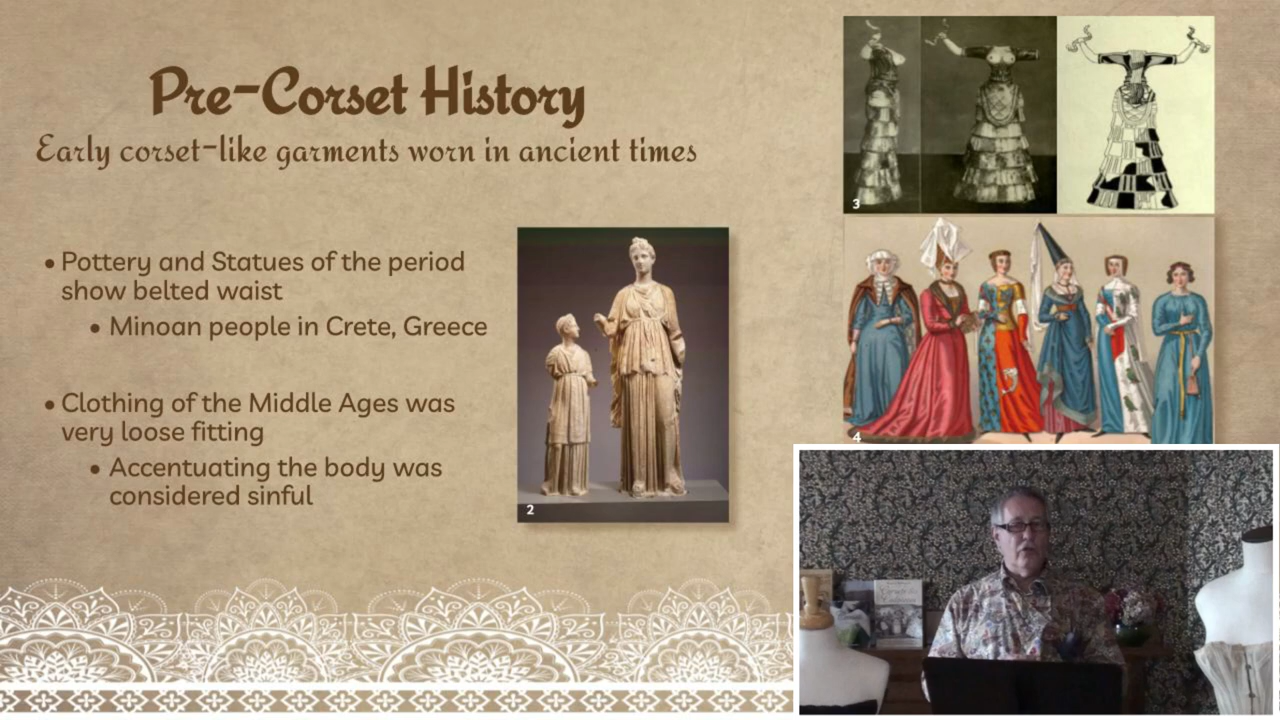 Pre-Corset History
Early corset-like garments worn in ancient times
• Pottery and Statues of the period
show belted waist
• Minoan people in Crete, Greece
• Clothing of the Middle Ages was
very loose fitting
• Accentuating the body was
considered sinful
2
3
4